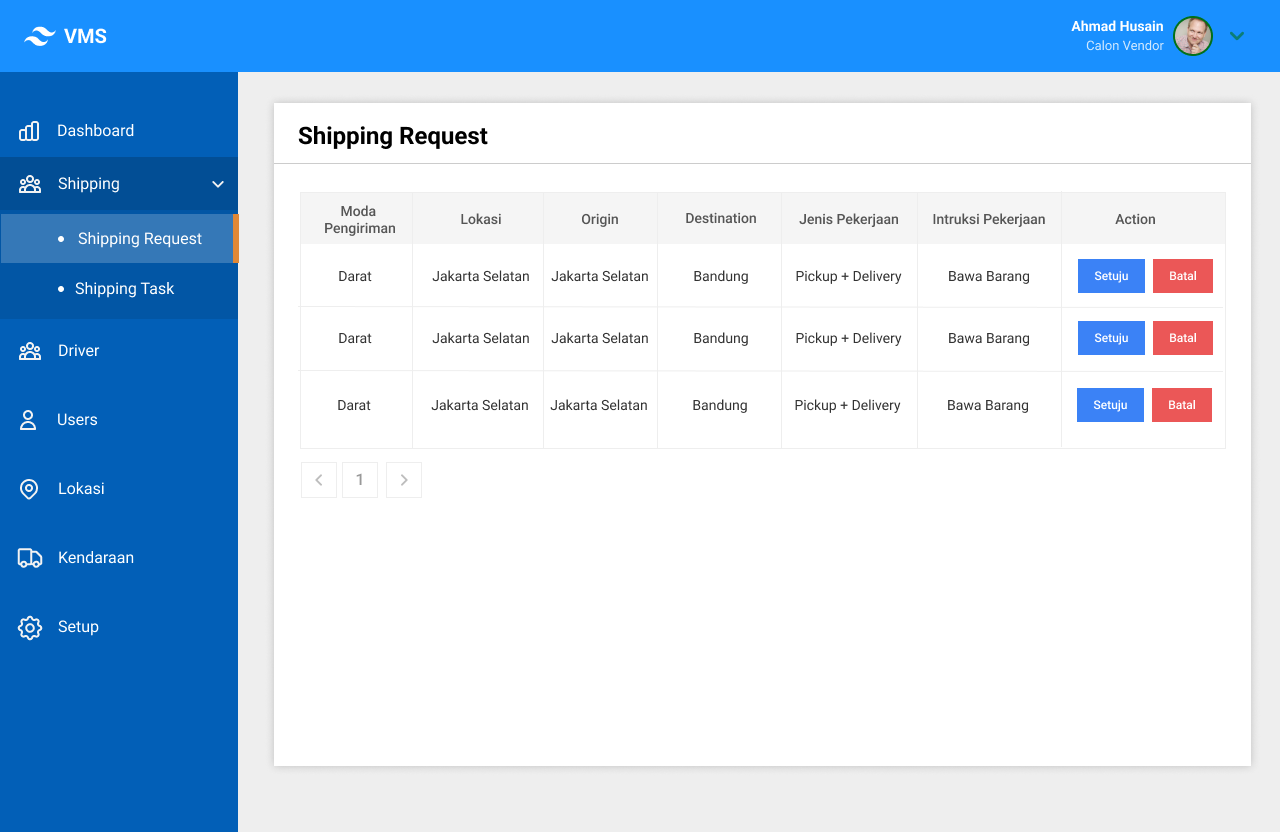 VMS
Ahmad Husain
Calon Vendor
Dashboard
Shipping
Shipping Request
Shipping Task
Driver
Users
Lokasi
Kendaraan
Setup
Shipping Request
Moda Pengiriman Lokasi Origin Destination Jenis Pekerjaan Intruksi Pekerjaan Action
Darat Jakarta Selatan Jakarta Selatan Bandung Pickup + Delivery Bawa Barang Setuju Batal
Darat Jakarta Selatan Jakarta Selatan Bandung Pickup + Delivery Bawa Barang Setuju Batal
Darat Jakarta Selatan Jakarta Selatan Bandung Pickup + Delivery Bawa Barang Setuju Batal
1